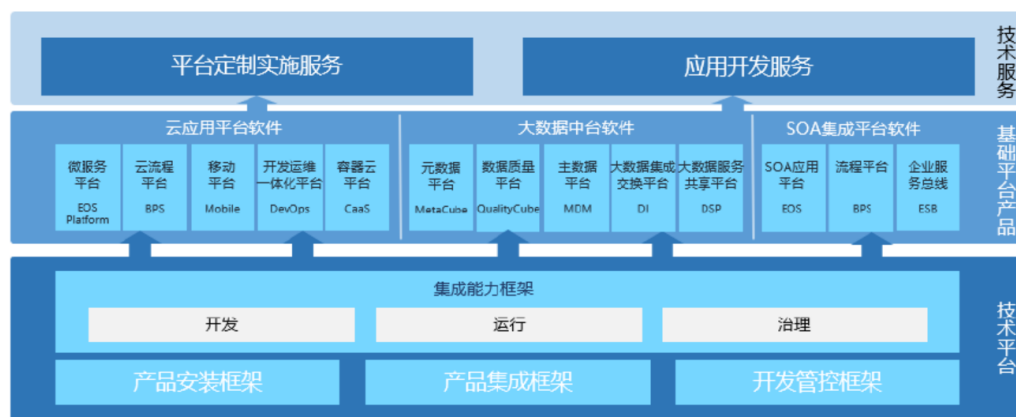 平台定制实施服务
应用开发服务
技术服务
云应用平台软件
大数据中台软件
SOA集成平台软件
基础平台产品
微服务
平台
EOS
Platform
云流程
平台
BPS
移动
平台
Mobile
开发运维
一体化平台
DevOps
容器云
平台
CaaS
元数据
平台
MetaCube
数据质量
平台
QualityCube
主数据
平台
MDM
大数据集成
交换平台
DI
大数据服务
共享平台
DSP
SOA应用
平台
EOS
流程平台
BPS
企业服
务总线
ESB
集成能力框架
开发
运行
治理
技术平台
产品安装框架
产品集成框架
开发管控框架